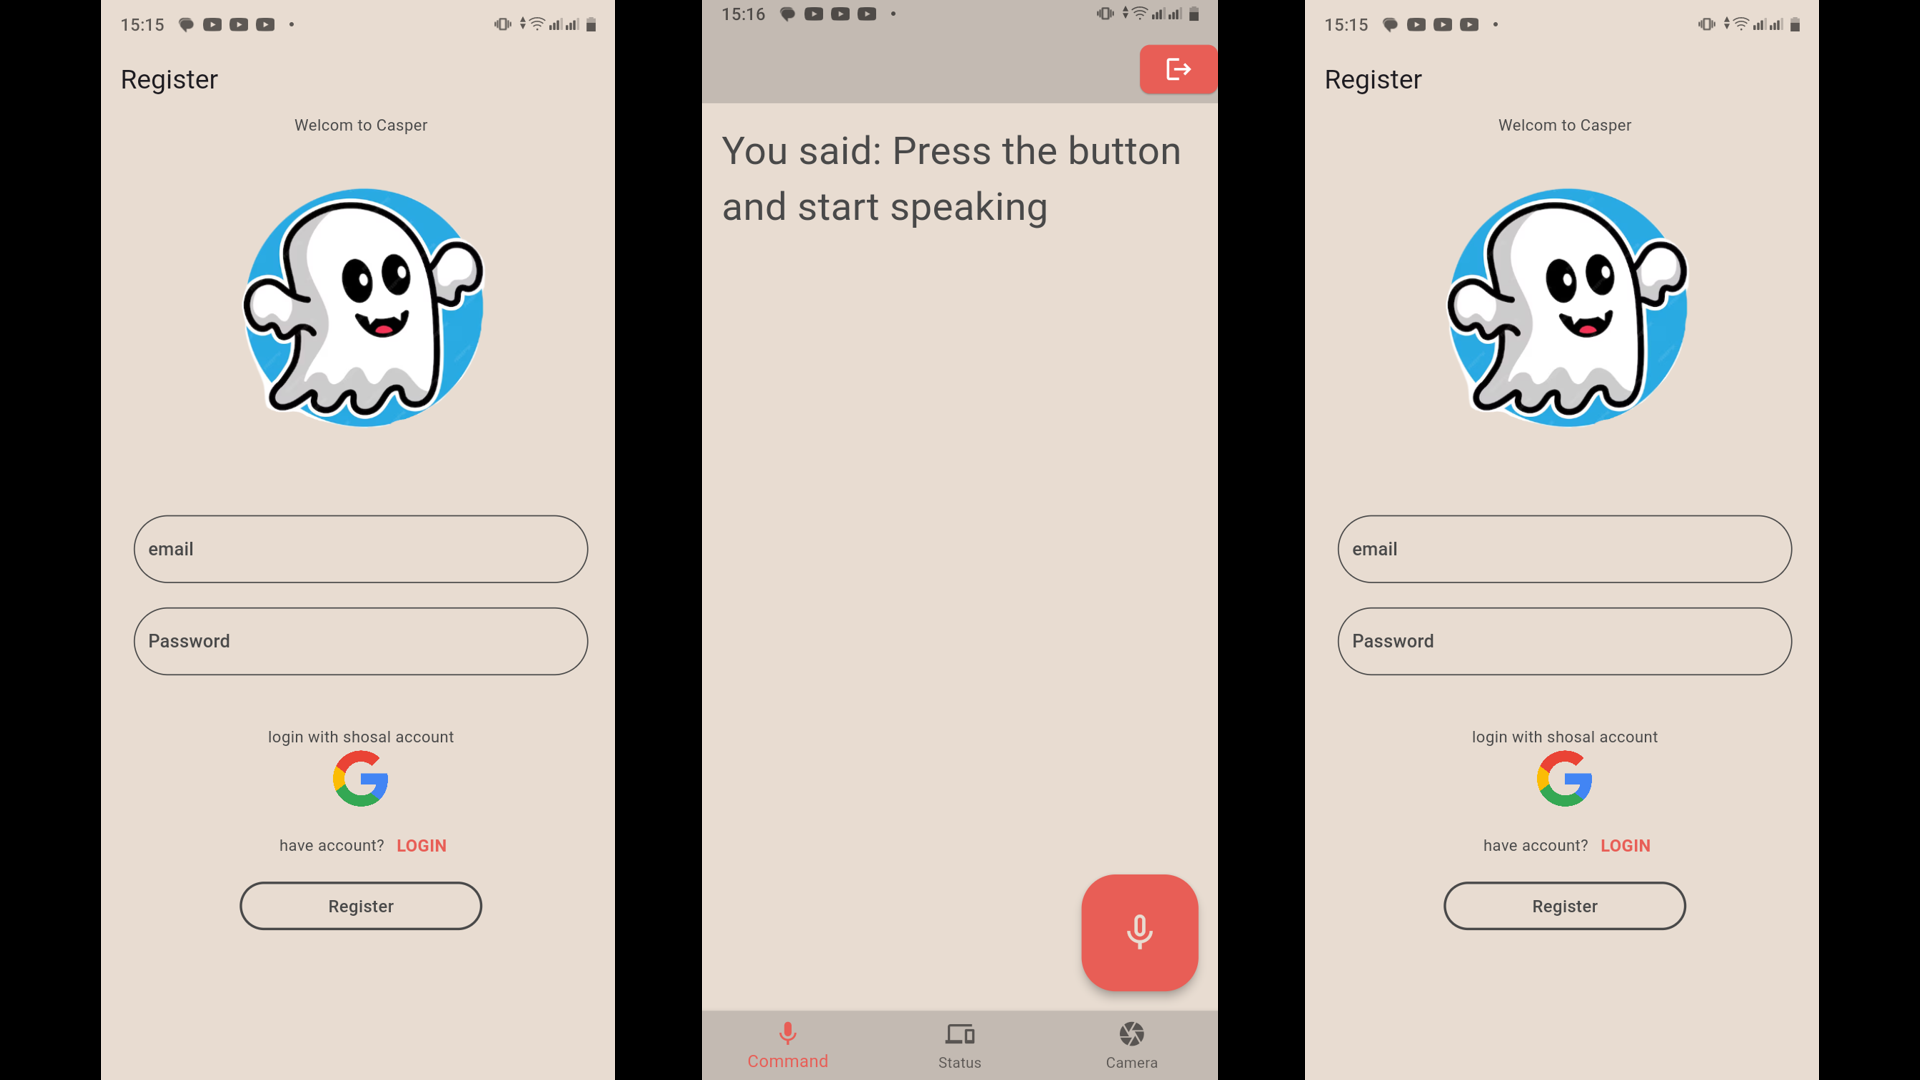 15:15
Register
Welcom to Casper
email
Password
login with shosal account
have account? LOGIN
Register
15:16
You said: Press the button
and start speaking
Command
Status
Camera
15:15
Register
Welcom to Casper
email
Password
login with shosal account
have account? LOGIN
Register